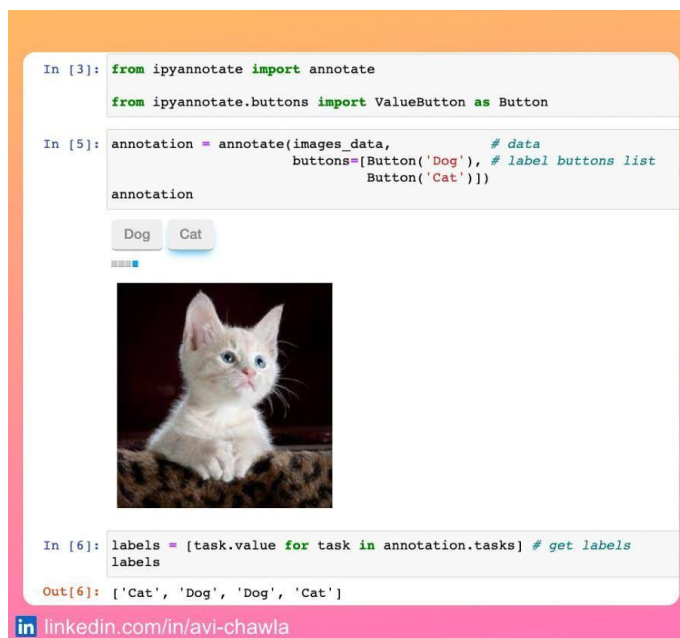 In [3]: from ipyannotate import annotate
from ipyannotate.buttons import ValueButton as Button
In [5]: annotation = annotate(images_data, # data
buttons=[Button('Dog'), # label buttons list
Button('Cat')])
annotation
Dog Cat
In [6]: labels = [task.value for task in annotation.tasks] # get labels
labels
Out[6]: ['Cat', 'Dog', 'Dog', 'Cat']
in linkedin.com/in/avi-chawla